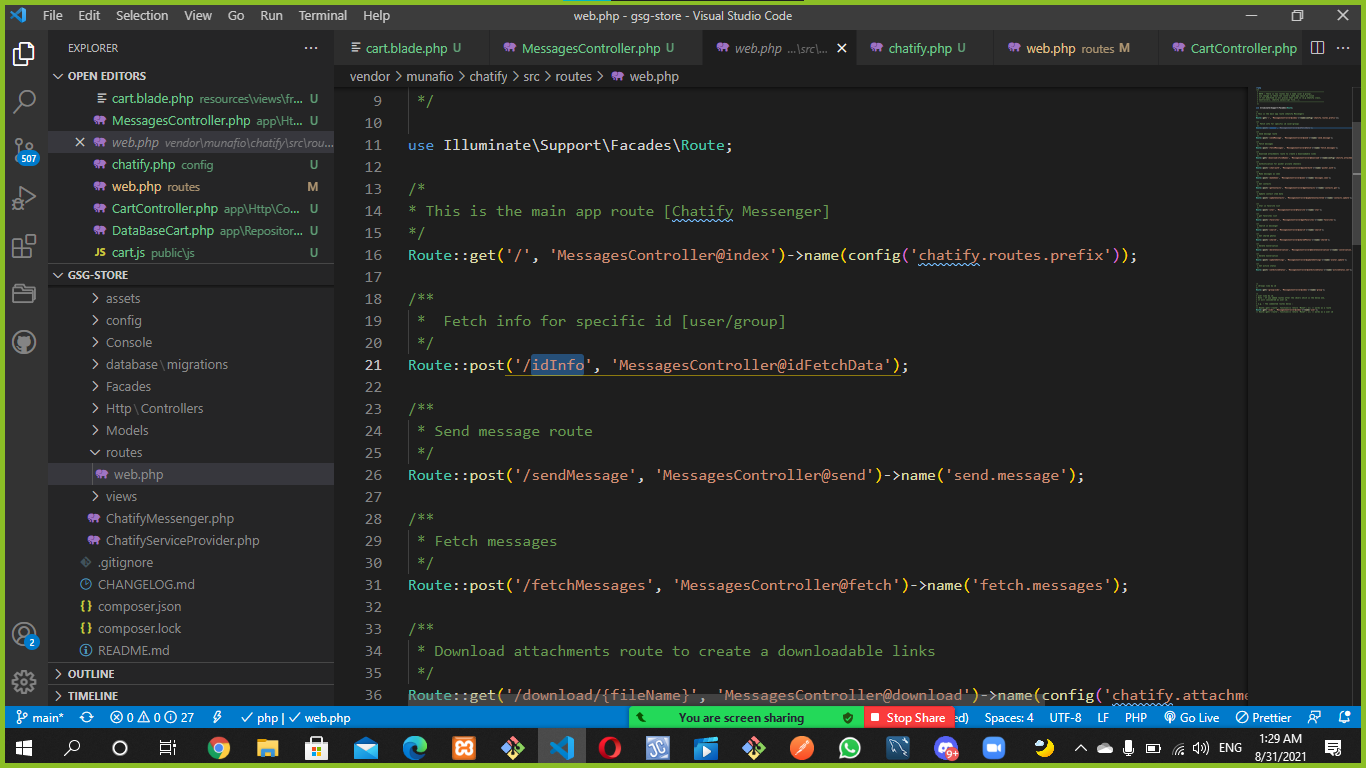 File Edit Selection View Go Run Terminal Help
web.php - gsg-store - Visual Studio Code
EXPLORER
cart.blade.php U
MessagesController.php U
web.php ...\src\...
chatify.php U
web.php routes M
CartController.php
vendor > munafio > chatify > src > routes > web.php
OPEN EDITORS
cart.blade.php resources\views\fr... U
MessagesController.php app\Ht... U
web.php vendor\munafio\chatify\src\rou...
chatify.php config U
web.php routes M
CartController.php app\Http\Co... U
DataBaseCart.php app\Repositor... U
JS cart.js public\js U
GSG-STORE
assets
config
Console
database\migrations
Facades
Http\Controllers
Models
routes
web.php
views
ChatifyMessenger.php
ChatifyServiceProvider.php
.gitignore
CHANGELOG.md
{} composer.json
{} composer.lock
README.md
OUTLINE
TIMELINE
507
2
9 */
10
11 use Illuminate\Support\Facades\Route;
12
13 /*
14 * This is the main app route [Chatify Messenger]
15 */
16 Route::get('/', 'MessagesController@index')->name(config('chatify.routes.prefix'));
17
18 /**
19 *  Fetch info for specific id [user/group]
20 */
21 Route::post('/idInfo', 'MessagesController@idFetchData');
22
23 /**
24 * Send message route
25 */
26 Route::post('/sendMessage', 'MessagesController@send')->name('send.message');
27
28 /**
29 * Fetch messages
30 */
31 Route::post('/fetchMessages', 'MessagesController@fetch')->name('fetch.messages');
32
33 /**
34 * Download attachments route to create a downloadable links
35 */
36 Route::get('/download/{fileName}', 'MessagesController@download')->name(config('chatify.attachme
main* 0 0 27 php web.php
You are screen sharing
Stop Share
ed) Spaces: 4 UTF-8 LF PHP Go Live Prettier
9+
ENG
1:29 AM
8/31/2021